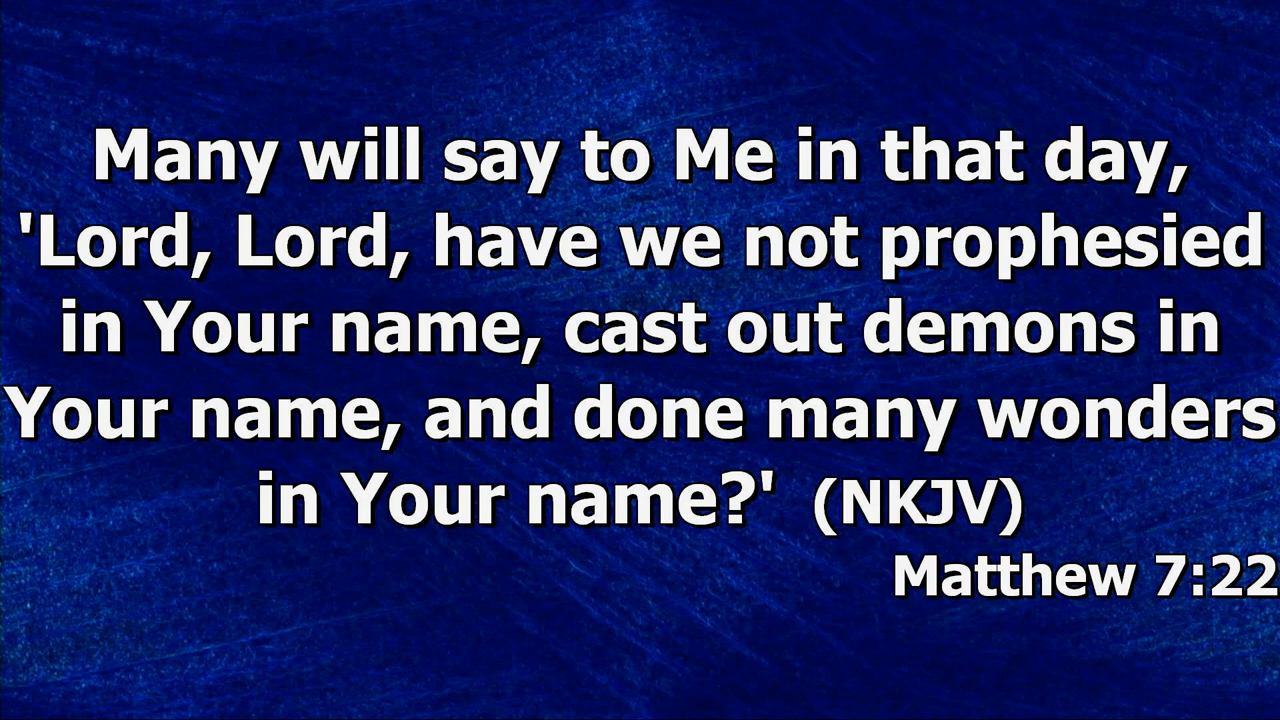 Many will say to Me in that day,
'Lord, Lord, have we not prophesied
in Your name, cast out demons in
Your name, and done many wonders
in Your name?' (NKJV)
Matthew 7:22